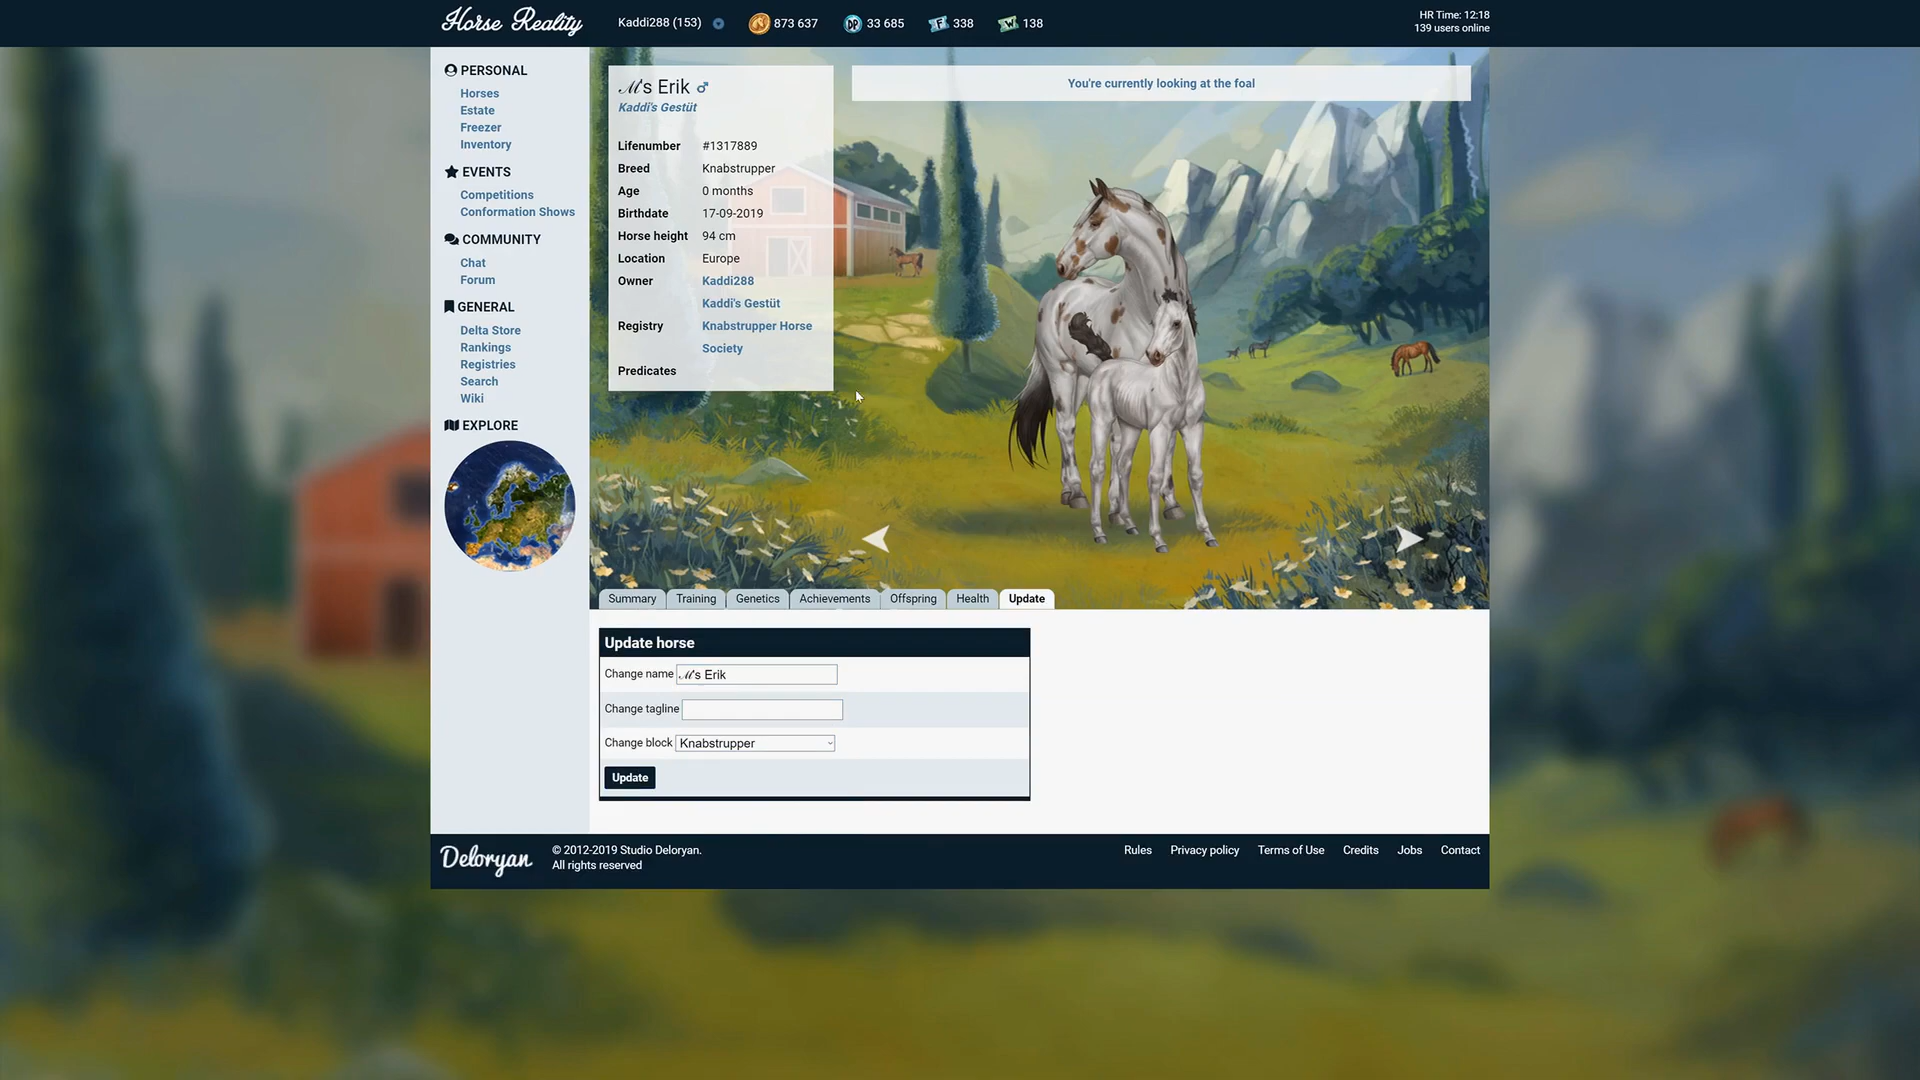 Horse Reality
Kaddi288 (153)
873 637
33 685
338
138
HR Time: 12:18
139 users online
PERSONAL
Horses
Estate
Freezer
Inventory
EVENTS
Competitions
Conformation Shows
COMMUNITY
Chat
Forum
GENERAL
Delta Store
Rankings
Registries
Search
Wiki
EXPLORE
ℳ's Erik ♂
Kaddi's Gestüt
Lifenumber #1317889
Breed Knabstrupper
Age 0 months
Birthdate 17-09-2019
Horse height 94 cm
Location Europe
Owner Kaddi288
Kaddi's Gestüt
Registry Knabstrupper Horse
Society
Predicates
You're currently looking at the foal
Summary Training Genetics Achievements Offspring Health Update
Update horse
Change name ℳ's Erik
Change tagline
Change block Knabstrupper
Update
Deloryan
© 2012-2019 Studio Deloryan.
All rights reserved
Rules Privacy policy Terms of Use Credits Jobs Contact